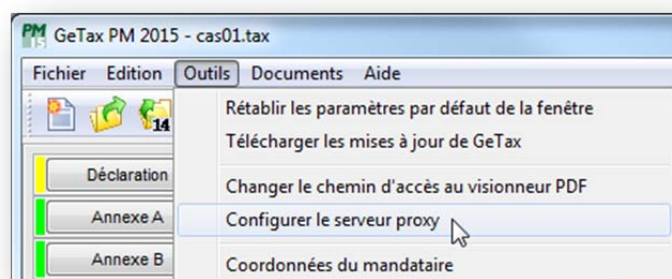 PM 15 GeTax PM 2015 - cas01.tax
Fichier Edition Outils Documents Aide
14
Rétablir les paramètres par défaut de la fenêtre
Télécharger les mises à jour de GeTax
Déclaration
Changer le chemin d'accès au visionneur PDF
Annexe A
Configurer le serveur proxy
Annexe B
Coordonnées du mandataire